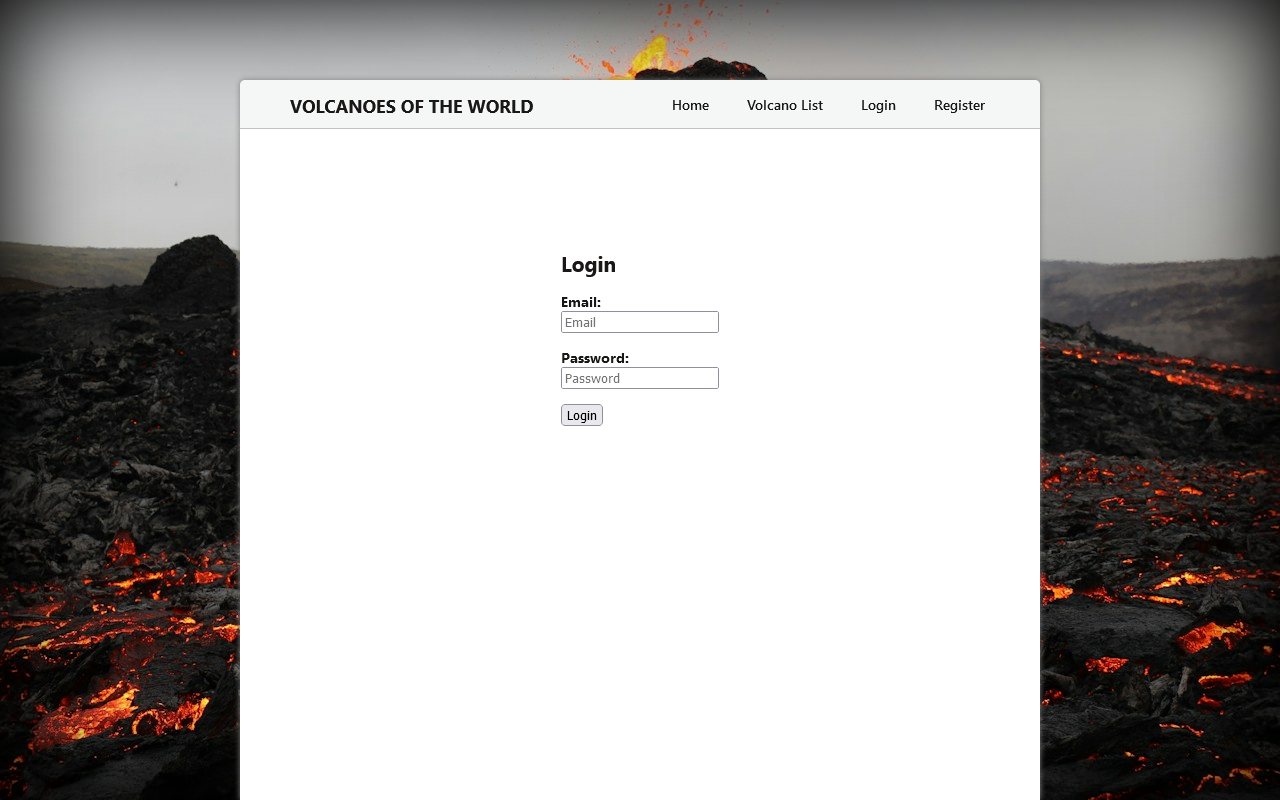 VOLCANOES OF THE WORLD Home Volcano List Login Register
Login
Email:
Email
Password:
Password
Login